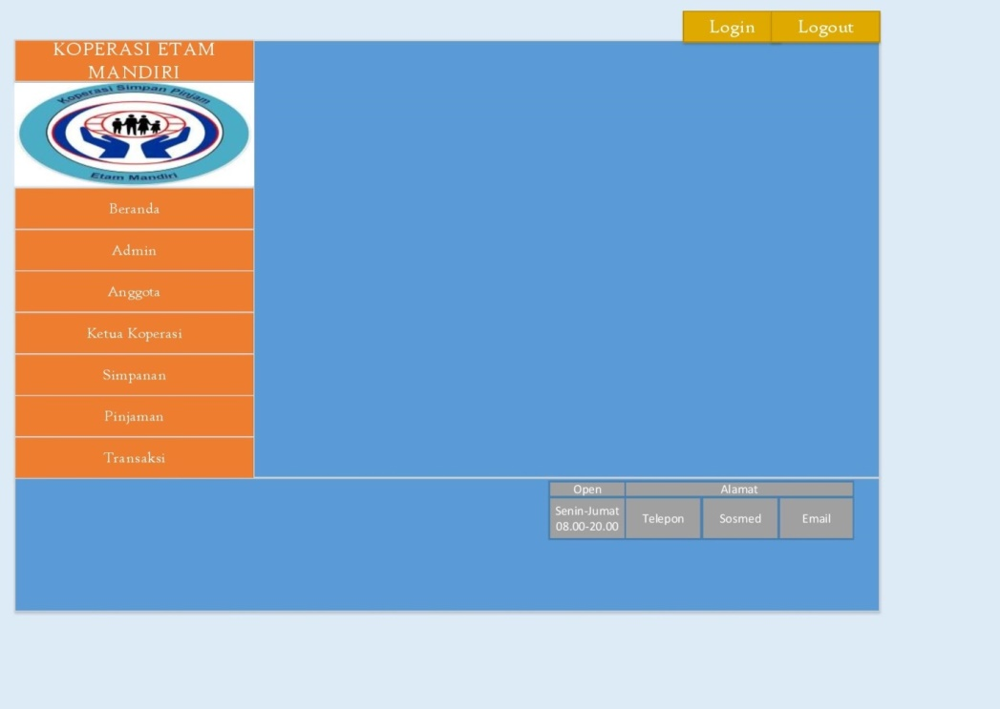 Login
Logout
KOPERASI ETAM
MANDIRI
Koperasi Simpan Pinjam
Etam Mandiri
Beranda
Admin
Anggota
Ketua Koperasi
Simpanan
Pinjaman
Transaksi
Open
Alamat
Senin-Jumat
08.00-20.00
Telepon
Sosmed
Email